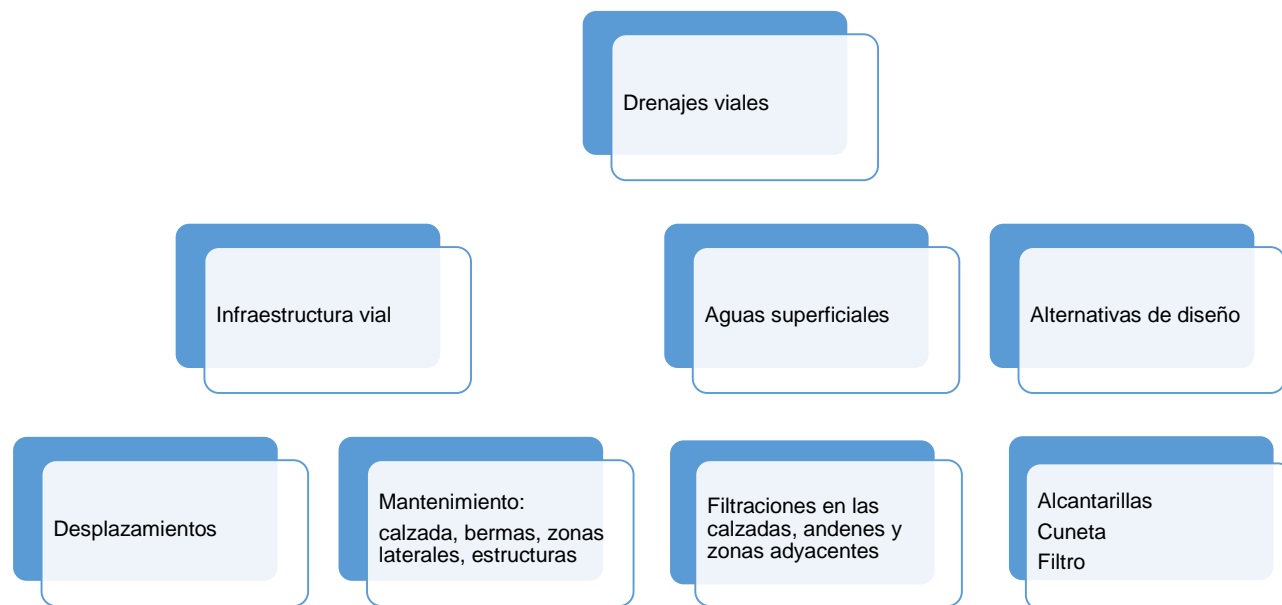 Drenajes viales
Infraestructura vial
Aguas superficiales
Alternativas de diseño
Desplazamientos
Mantenimiento:
calzada, bermas, zonas
laterales, estructuras
Filtraciones en las
calzadas, andenes y
zonas adyacentes
Alcantarillas
Cuneta
Filtro